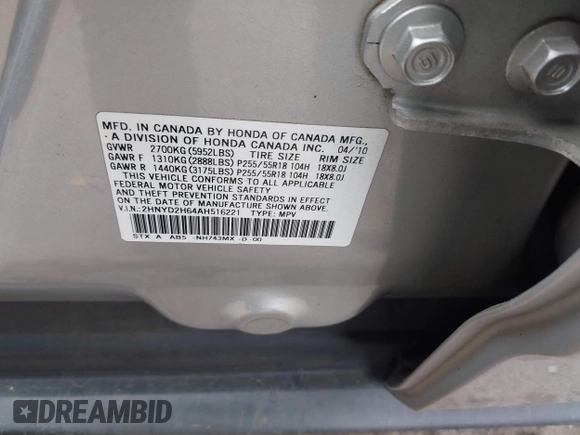 MFD. IN CANADA BY HONDA OF CANADA MFG.,
A DIVISION OF HONDA CANADA INC. 04/'10
GVWR 2700KG(5952LBS) TIRE SIZE RIM SIZE
GAWR F 1310KG(2888LBS)P255/55R18 104H 18X8.0J
GAWR R 1440KG(3175LBS)P255/55R18 104H 18X8.0J
THIS VEHICLE CONFORMS TO ALL APPLICABLE
FEDERAL MOTOR VEHICLE SAFETY STANDARDS IN EFFECT
ON THE DATE OF MANUFACTURE SHOWN ABOVE.
V.I.N.:2HNYD2H64AH516221 TYPE: MPV
STX A AB5 -NH743MX -D -00
DREAMBID